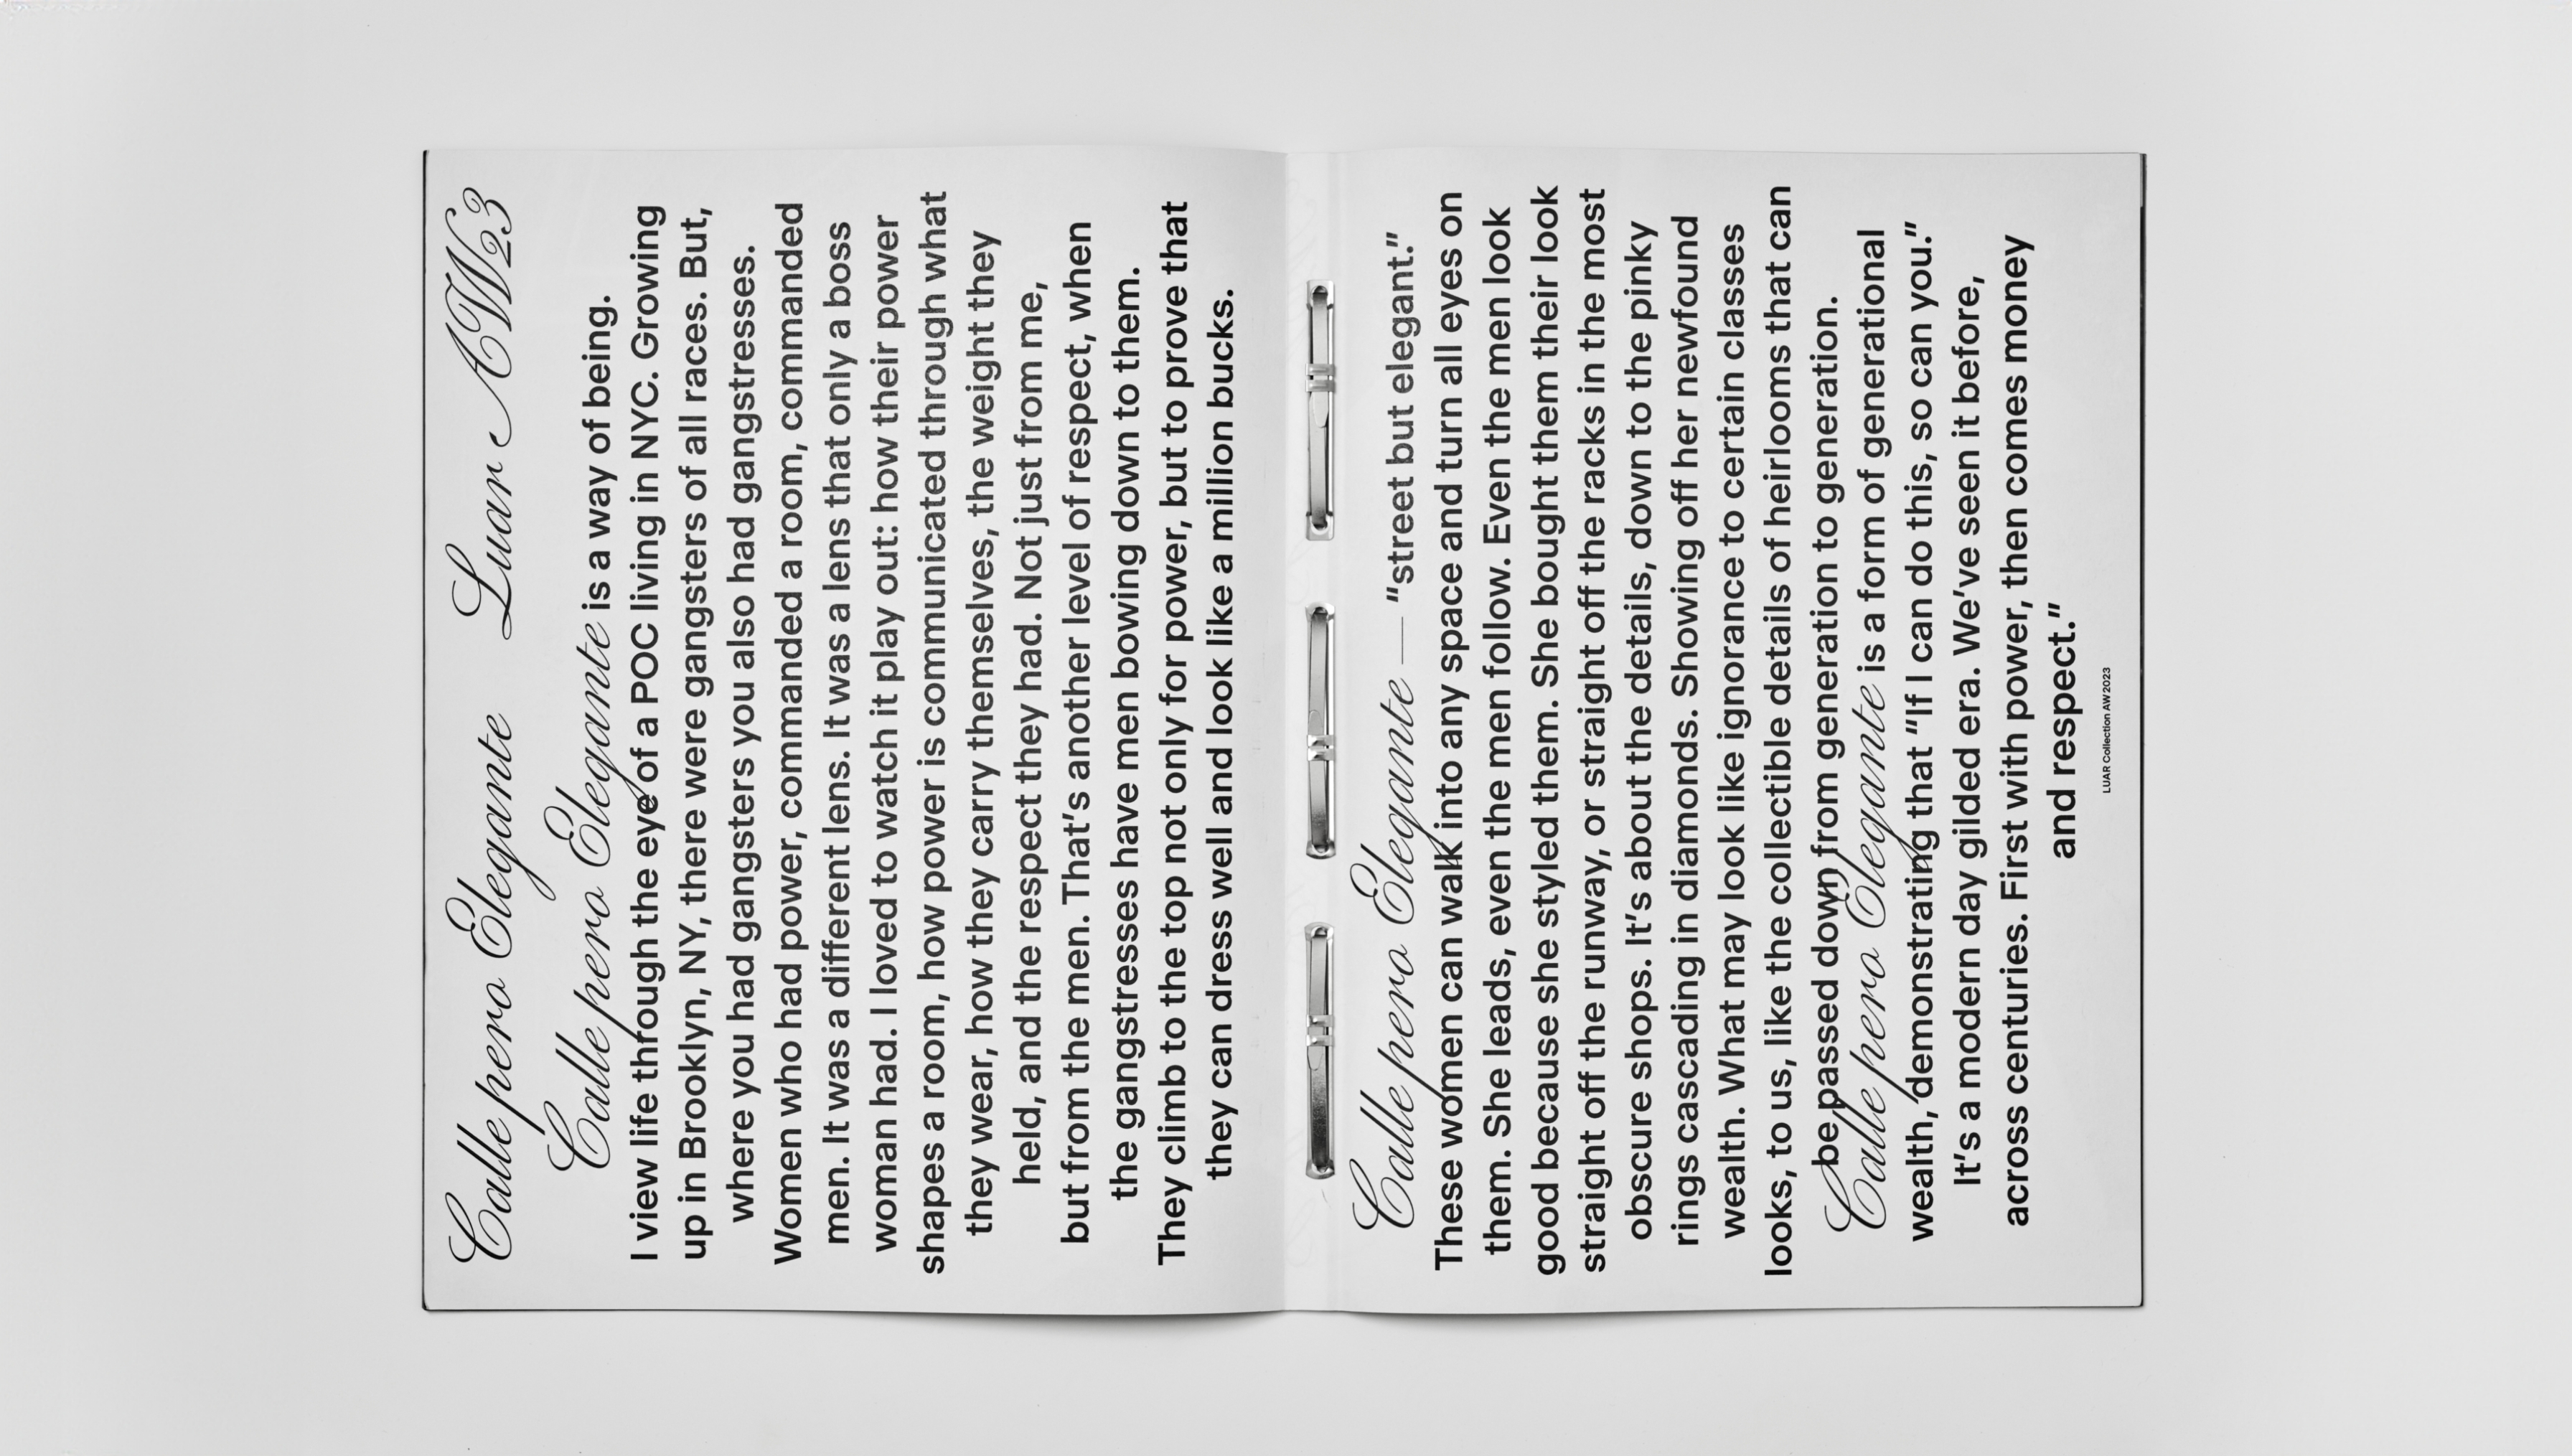 Calle pero Elegante Luar AW23
Calle pero Elegante is a way of being.
I view life through the eye of a POC living in NYC. Growing
up in Brooklyn, NY, there were gangsters of all races. But,
where you had gangsters you also had gangstresses.
Women who had power, commanded a room, commanded
men. It was a different lens. It was a lens that only a boss
woman had. I loved to watch it play out: how their power
shapes a room, how power is communicated through what
they wear, how they carry themselves, the weight they
held, and the respect they had. Not just from me,
but from the men. That’s another level of respect, when
the gangstresses have men bowing down to them.
They climb to the top not only for power, but to prove that
they can dress well and look like a million bucks.
Calle pero Elegante — “street but elegant.”
These women can walk into any space and turn all eyes on
them. She leads, even the men follow. Even the men look
good because she styled them. She bought them their look
straight off the runway, or straight off the racks in the most
obscure shops. It’s about the details, down to the pinky
rings cascading in diamonds. Showing off her newfound
wealth. What may look like ignorance to certain classes
looks, to us, like the collectible details of heirlooms that can
be passed down from generation to generation.
Calle pero Elegante is a form of generational
wealth, demonstrating that “If I can do this, so can you.”
It’s a modern day gilded era. We’ve seen it before,
across centuries. First with power, then comes money
and respect.”
LUAR Collection AW2023